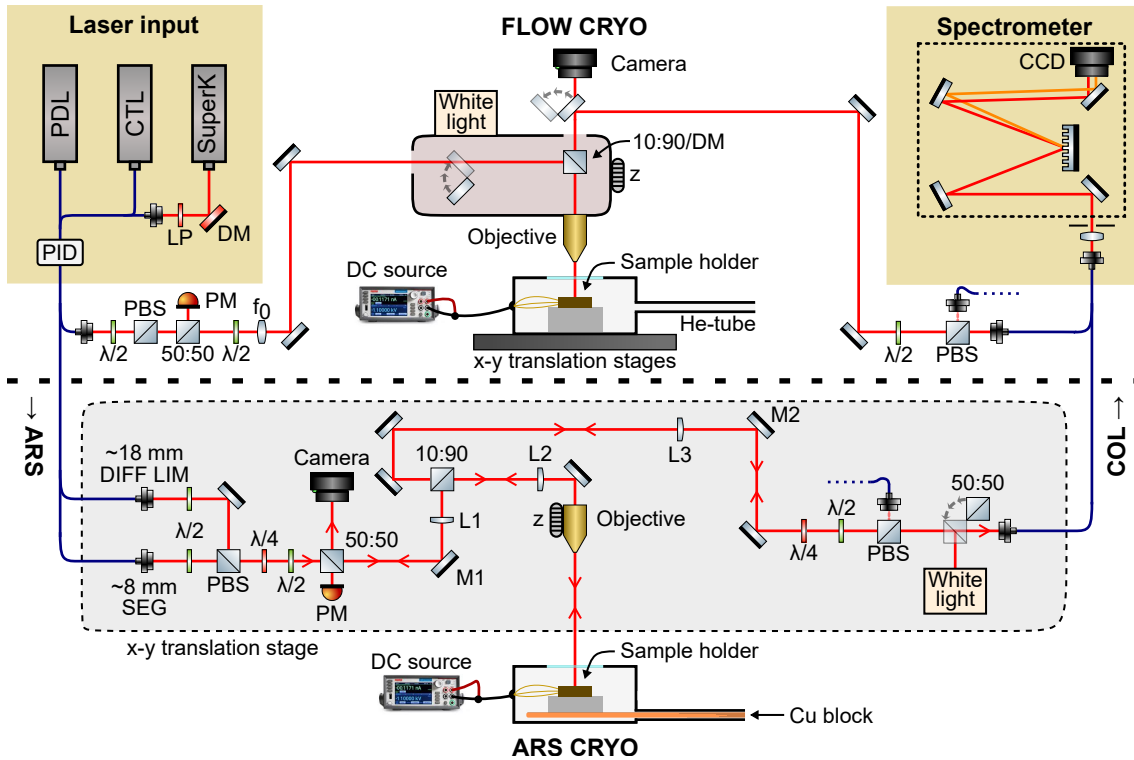 Laser input
FLOW CRYO
Spectrometer
PDL
CTL
SuperK
Camera
CCD
White
light
10:90/DM
z
LP
DM
PID
Objective
DC source
Sample holder
PBS
PM
f0
He-tube
λ/2
50:50
λ/2
x-y translation stages
λ/2
PBS
← ARS
COL →
~18 mm
DIFF LIM
Camera
10:90
L2
L3
M2
λ/2
50:50
L1
z
Objective
λ/2
50:50
PBS
λ/4
λ/2
M1
λ/4
PBS
~8 mm
SEG
PM
White
light
x-y translation stage
DC source
Sample holder
Cu block
ARS CRYO